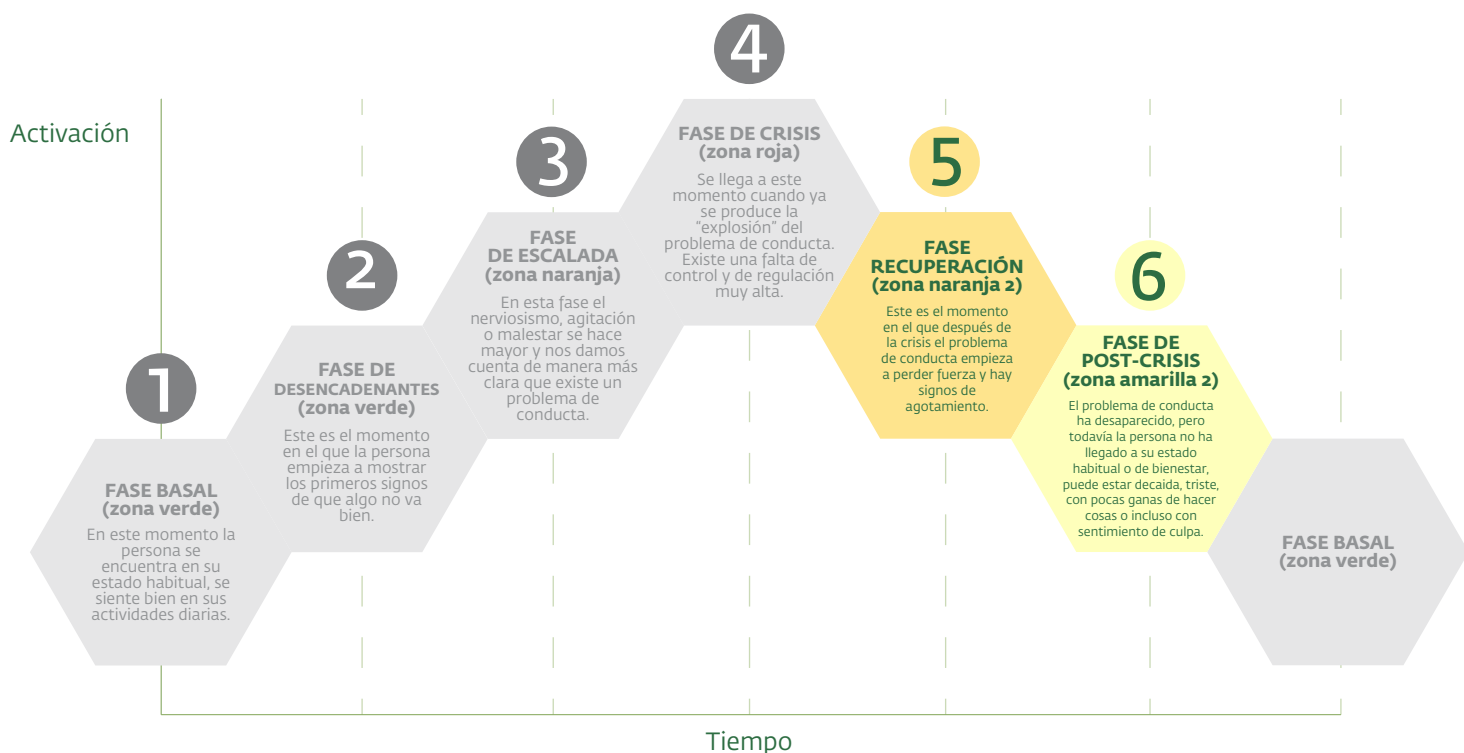 Activación
1
FASE BASAL
(zona verde)
En este momento la
persona se
encuentra en su
estado habitual, se
siente bien en sus
actividades diarias.
2
FASE DE
DESENCADENANTES
(zona verde)
Este es el momento
en el que la persona
empieza a mostrar
los primeros signos
de que algo no va
bien.
3
FASE
DE ESCALADA
(zona naranja)
En esta fase el
nerviosismo, agitación
o malestar se hace
mayor y nos damos
cuenta de manera más
clara que existe un
problema de
conducta.
4
FASE DE CRISIS
(zona roja)
Se llega a este
momento cuando ya
se produce la
"explosión" del
problema de conducta.
Existe una falta de
control y de regulación
muy alta.
5
FASE
RECUPERACIÓN
(zona naranja 2)
Este es el momento
en el que después de
la crisis el problema
de conducta empieza
a perder fuerza y hay
signos de
agotamiento.
6
FASE DE
POST-CRISIS
(zona amarilla 2)
El problema de conducta
ha desaparecido, pero
todavía la persona no ha
llegado a su estado
habitual o de bienestar,
puede estar decaida, triste,
con pocas ganas de hacer
cosas o incluso con
sentimiento de culpa.
FASE BASAL
(zona verde)
Tiempo